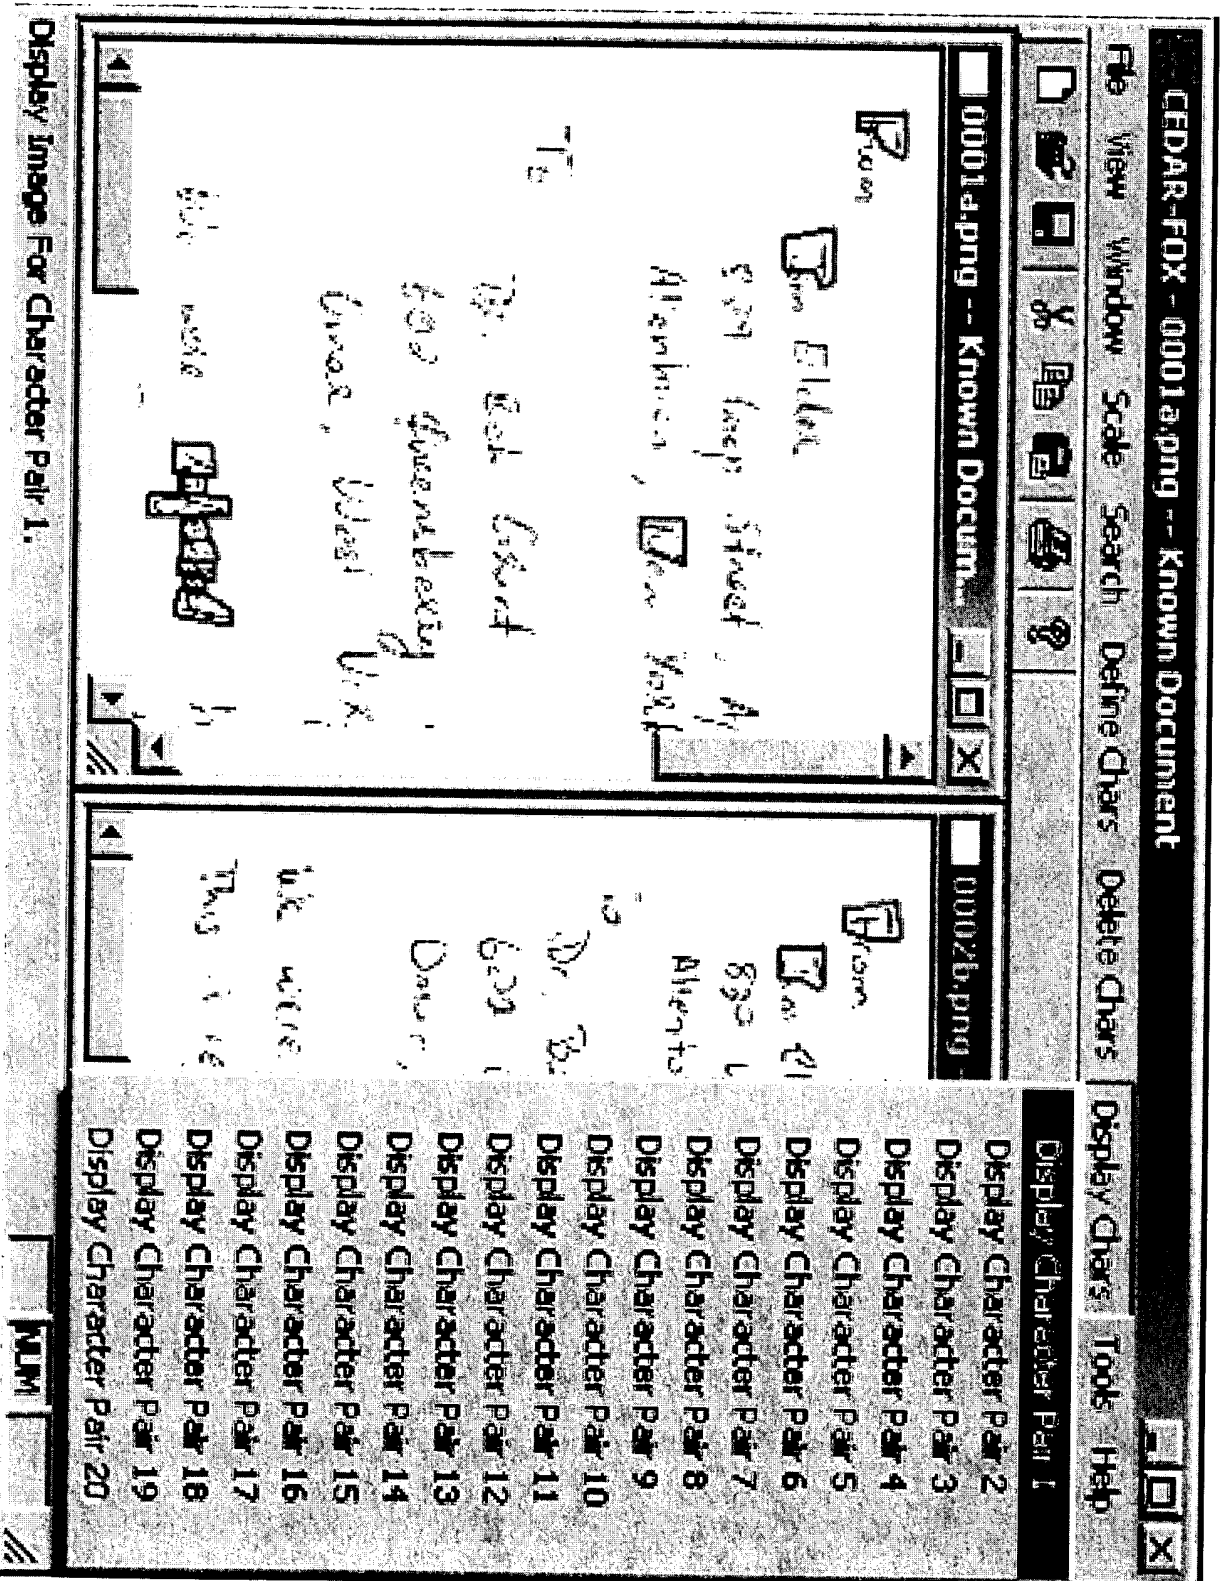 CEDAR-FOX - 0001a.png -- Known Document
File View Window Scale Search Define Chars Delete Chars Display Chars Tools Help
0001a.png -- Known Docum...
From
Jim Elder
829 Loop Street, Ap
Allentown, New York
To
Dr. Bob Grant
602 Queensberry
Omar, West Vir
We were
0002b.png
From
Jim El
829 L
Allento
To
Dr. B
602
Omar,
We were
This i
Display Character Pair 1
Display Character Pair 2
Display Character Pair 3
Display Character Pair 4
Display Character Pair 5
Display Character Pair 6
Display Character Pair 7
Display Character Pair 8
Display Character Pair 9
Display Character Pair 10
Display Character Pair 11
Display Character Pair 12
Display Character Pair 13
Display Character Pair 14
Display Character Pair 15
Display Character Pair 16
Display Character Pair 17
Display Character Pair 18
Display Character Pair 19
Display Character Pair 20
Display Image For Character Pair 1.
NUM